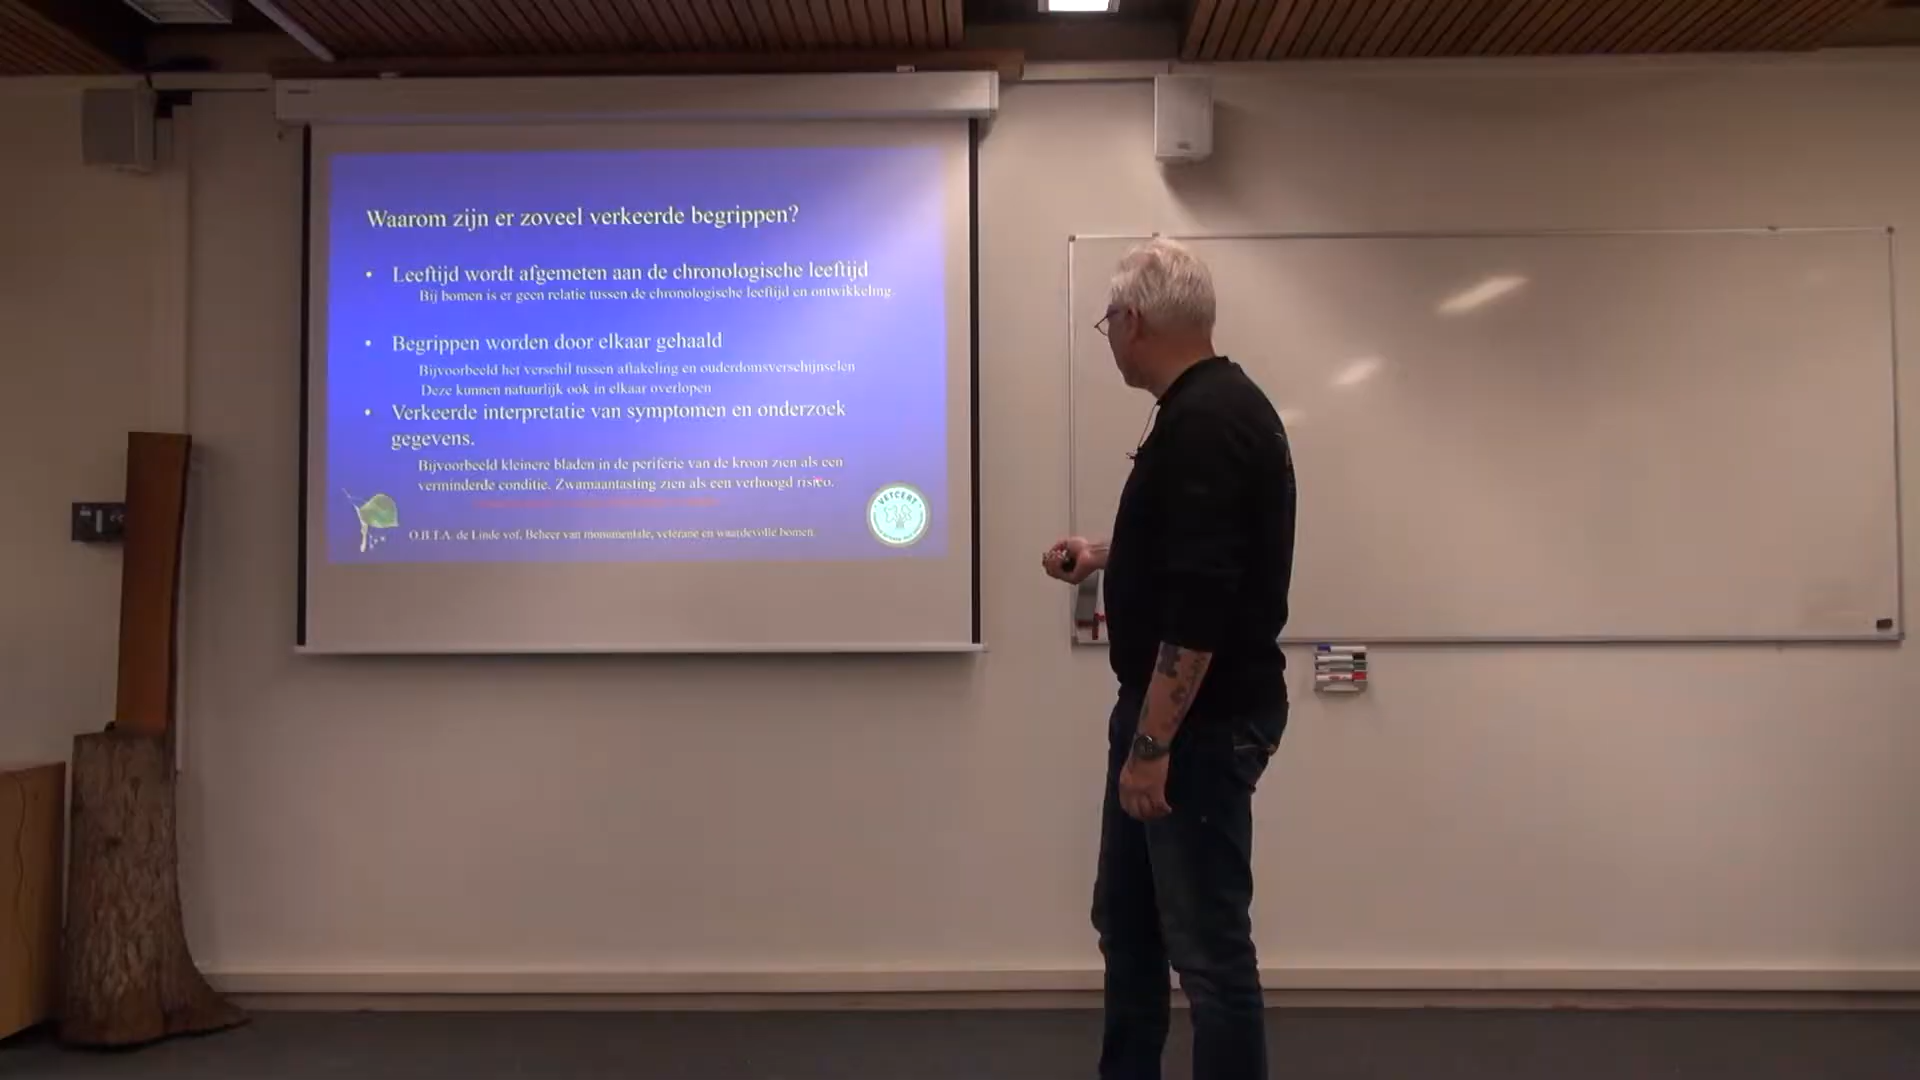 Waarom zijn er zoveel verkeerde begrippen?
• Leeftijd wordt afgemeten aan de chronologische leeftijd
Bij bomen is er geen relatie tussen de chronologische leeftijd en ontwikkeling.
• Begrippen worden door elkaar gehaald
Bijvoorbeeld het verschil tussen aftakeling en ouderdomsverschijnselen
Deze kunnen natuurlijk ook in elkaar overlopen
• Verkeerde interpretatie van symptomen en onderzoek
gegevens.
Bijvoorbeeld kleinere bladen in de periferie van de kroon zien als een
verminderde conditie. Zwamaantasting zien als een verhoogd risico.
O.B.T.A. de Linde vof, Beheer van monumentale, veterane en waardevolle bomen.
VETCERT